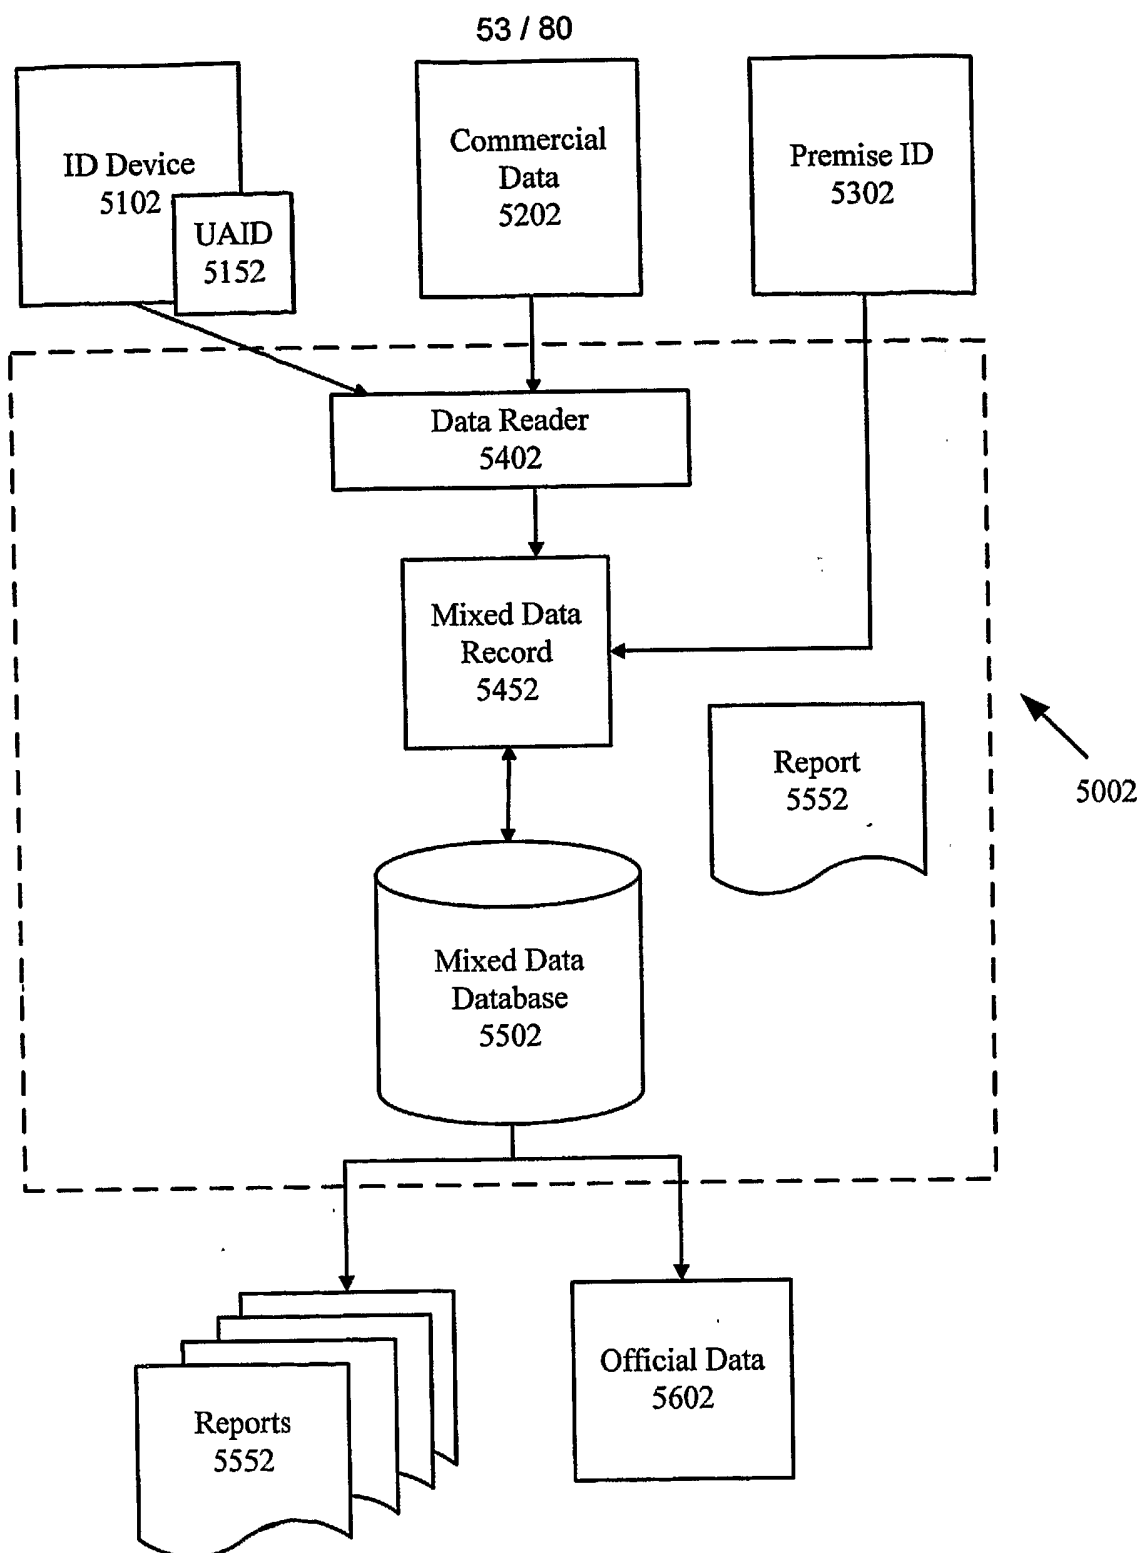 53 / 80
ID Device
5102
UAID
5152
Commercial
Data
5202
Premise ID
5302
Data Reader
5402
Mixed Data
Record
5452
Report
5552
5002
Mixed Data
Database
5502
Reports
5552
Official Data
5602